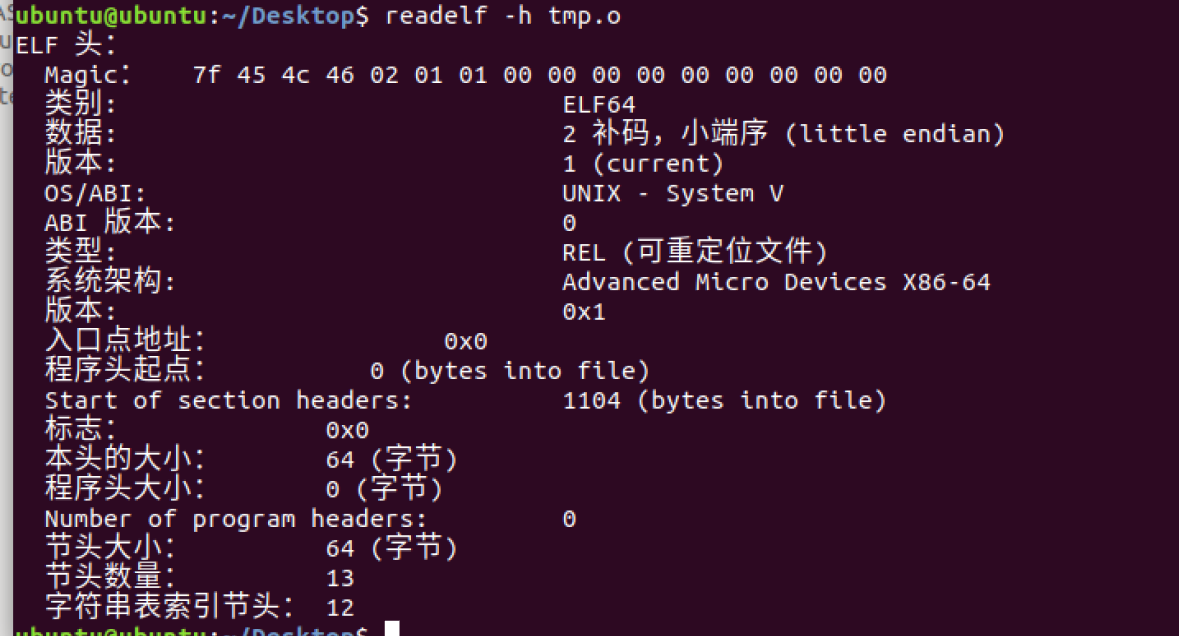 ubuntu@ubuntu:~/Desktop$ readelf -h tmp.o
ELF 头：
Magic： 7f 45 4c 46 02 01 01 00 00 00 00 00 00 00 00 00
类别: ELF64
数据: 2 补码，小端序 (little endian)
版本: 1 (current)
OS/ABI: UNIX - System V
ABI 版本: 0
类型: REL (可重定位文件)
系统架构: Advanced Micro Devices X86-64
版本: 0x1
入口点地址： 0x0
程序头起点： 0 (bytes into file)
Start of section headers: 1104 (bytes into file)
标志： 0x0
本头的大小： 64 (字节)
程序头大小： 0 (字节)
Number of program headers: 0
节头大小： 64 (字节)
节头数量： 13
字符串表索引节头： 12
ubuntu@ubuntu:~/Desktop$